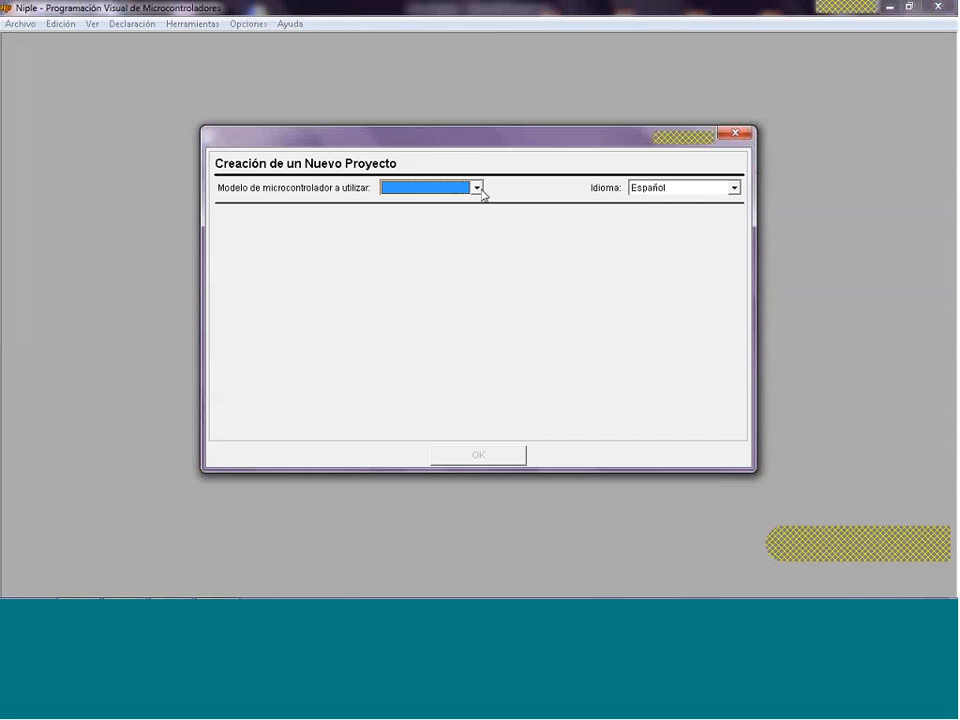 Niple - Programación Visual de Microcontroladores
Archivo Edición Ver Declaración Herramientas Opciones Ayuda
Creación de un Nuevo Proyecto
Modelo de microcontrolador a utilizar: Idioma: Español
OK